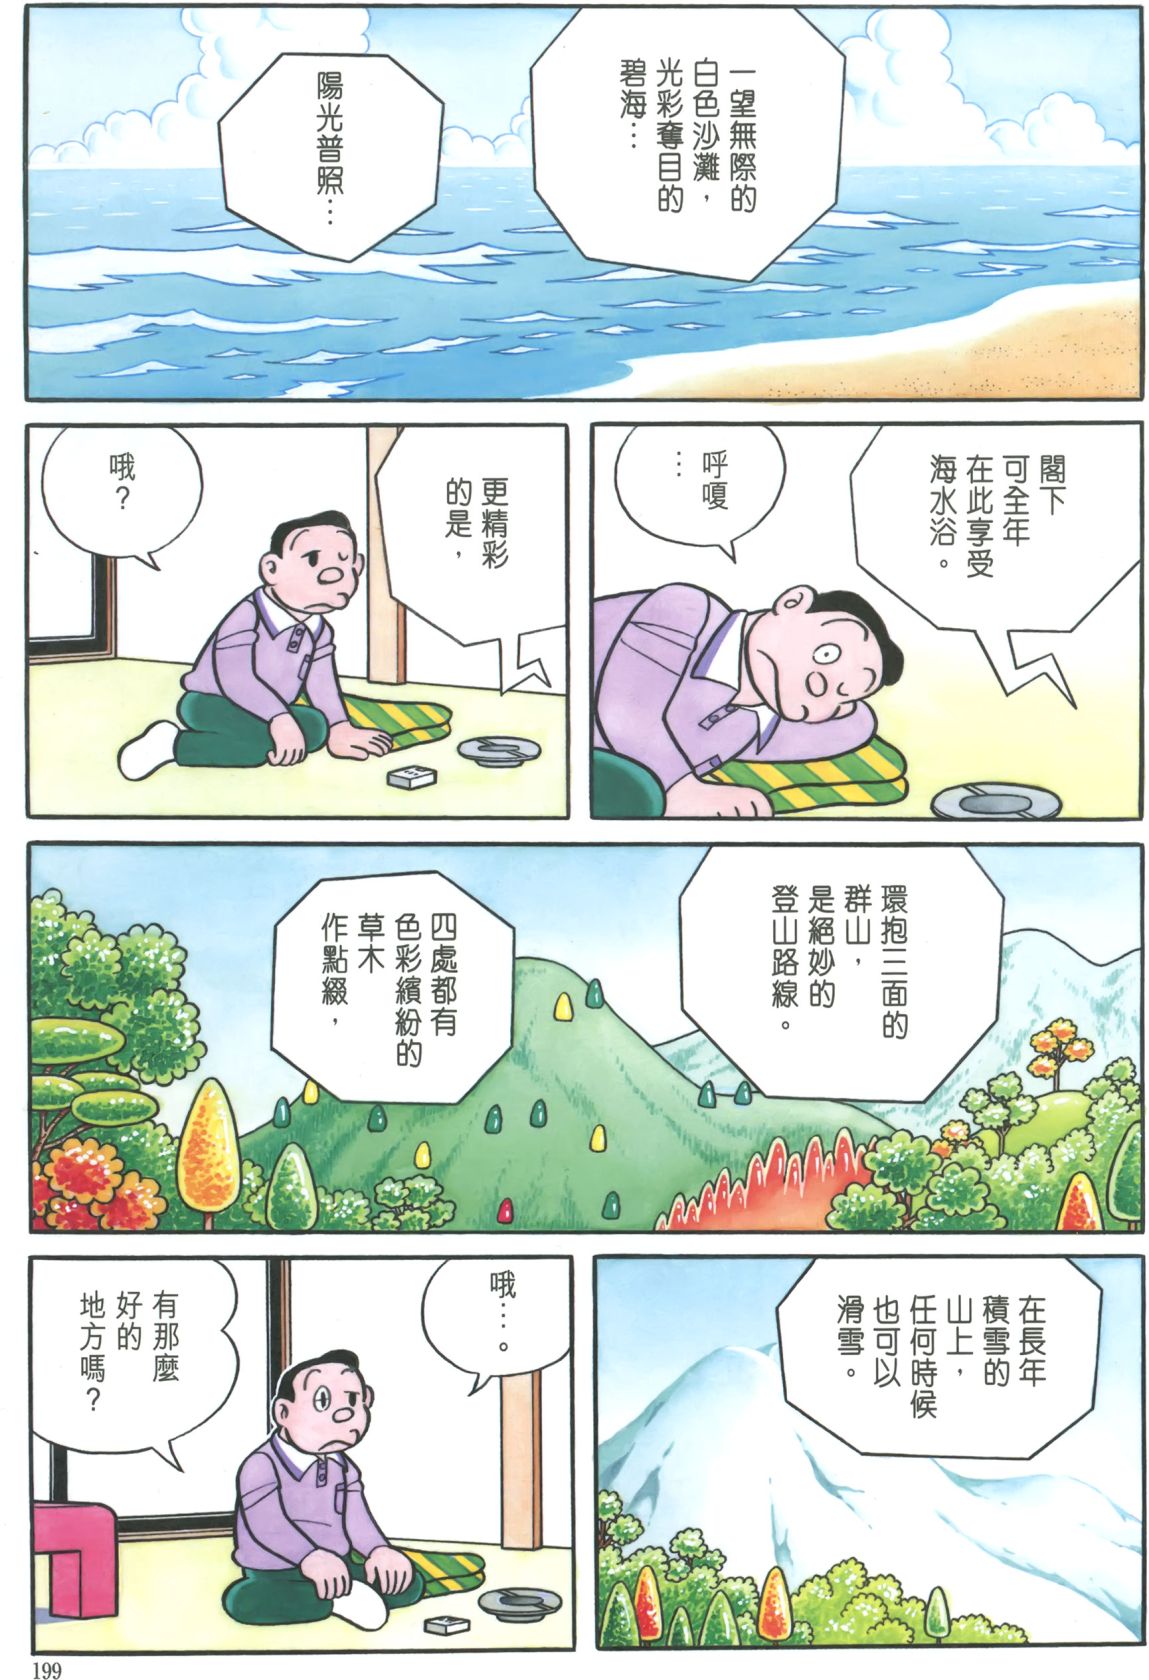 一望無際的
白色沙灘，
光彩奪目的
碧海…
陽光普照…
閣下
可全年
在此享受
海水浴。
呼嗄
…
更精彩
的是，
哦？
環抱三面的
群山，
是絕妙的
登山路線。
四處都有
色彩繽紛的
草木
作點綴，
在長年
積雪的
山上，
任何時候
也可以
滑雪。
哦…。
有那麼
好的
地方嗎？
199